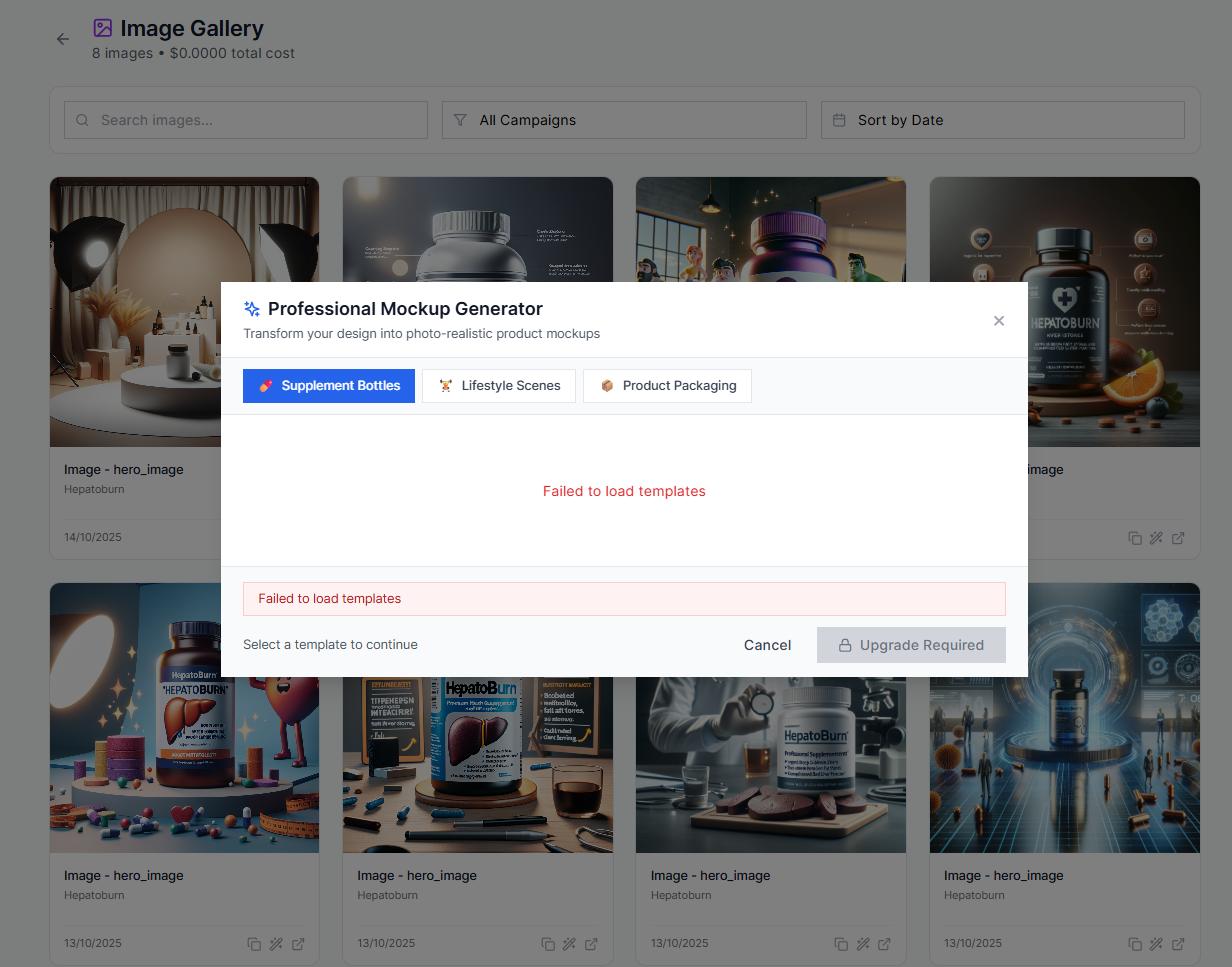 Image Gallery
8 images • $0.0000 total cost
Search images...
All Campaigns
Sort by Date
HEPATOBURN
Professional Mockup Generator
Transform your design into photo-realistic product mockups
Supplement Bottles
Lifestyle Scenes
Product Packaging
Failed to load templates
Failed to load templates
Select a template to continue
Cancel
Upgrade Required
Image - hero_image
Hepatoburn
14/10/2025
image
HepatoBurn
"HEPATOBURN"
HepatoBurn
HepatoBurn
Image - hero_image
Hepatoburn
13/10/2025
Image - hero_image
Hepatoburn
13/10/2025
Image - hero_image
Hepatoburn
13/10/2025
Image - hero_image
Hepatoburn
13/10/2025